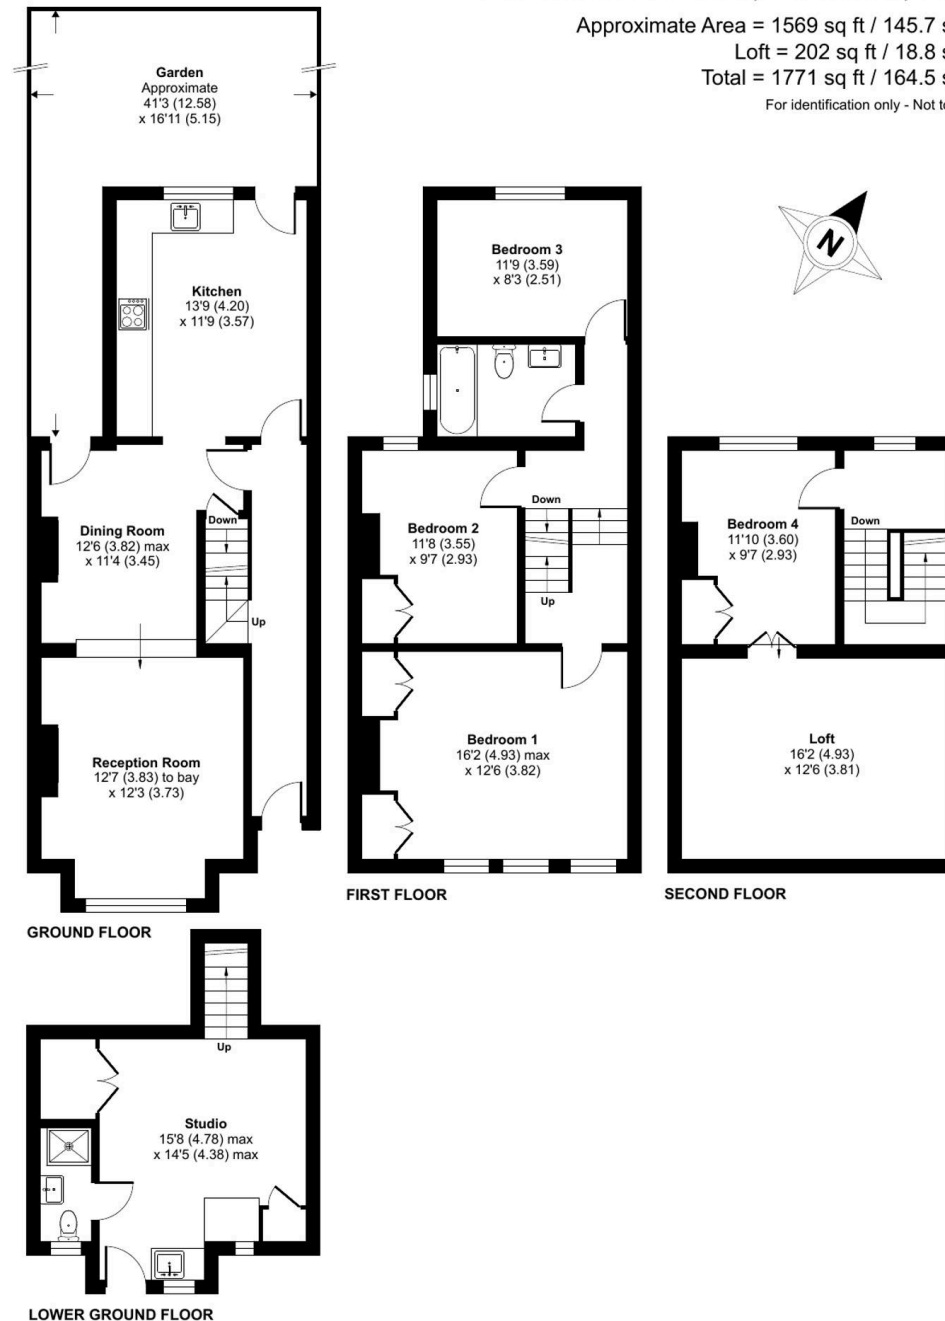 Approximate Area = 1569 sq ft / 145.7 s
Loft = 202 sq ft / 18.8 s
Total = 1771 sq ft / 164.5 s
For identification only - Not to
Garden
Approximate
41'3 (12.58)
x 16'11 (5.15)
Kitchen
13'9 (4.20)
x 11'9 (3.57)
Dining Room
12'6 (3.82) max
x 11'4 (3.45)
Down
Up
Reception Room
12'7 (3.83) to bay
x 12'3 (3.73)
GROUND FLOOR
Bedroom 3
11'9 (3.59)
x 8'3 (2.51)
Bedroom 2
11'8 (3.55)
x 9'7 (2.93)
Down
Up
Bedroom 1
16'2 (4.93) max
x 12'6 (3.82)
FIRST FLOOR
N
Bedroom 4
11'10 (3.60)
x 9'7 (2.93)
Down
Loft
16'2 (4.93)
x 12'6 (3.81)
SECOND FLOOR
Up
Studio
15'8 (4.78) max
x 14'5 (4.38) max
LOWER GROUND FLOOR